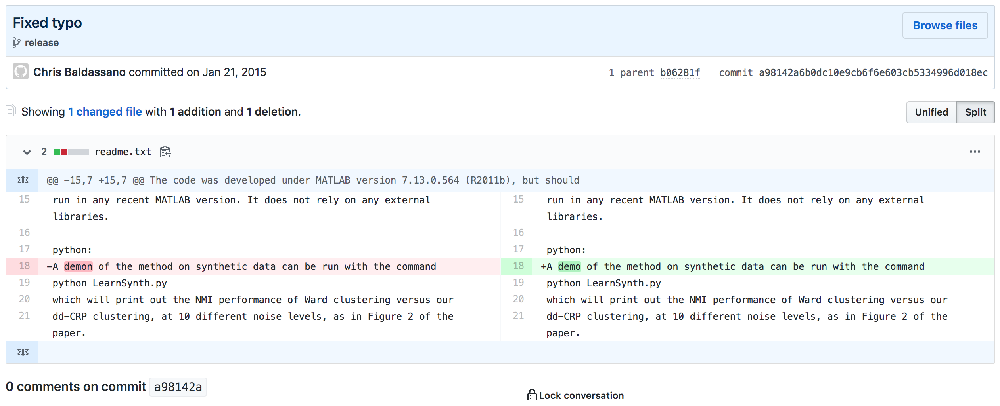 Fixed typo
Browse files
release
Chris Baldassano committed on Jan 21, 2015
1 parent b06281f commit a98142a6b0dc10e9cb6f6e603cb5334996d018ec
Showing 1 changed file with 1 addition and 1 deletion.
Unified Split
2 readme.txt
@@ -15,7 +15,7 @@ The code was developed under MATLAB version 7.13.0.564 (R2011b), but should
15 run in any recent MATLAB version. It does not rely on any external
libraries.
16
17 python:
18 -A demon of the method on synthetic data can be run with the command
19 python LearnSynth.py
20 which will print out the NMI performance of Ward clustering versus our
21 dd-CRP clustering, at 10 different noise levels, as in Figure 2 of the
paper.
15 run in any recent MATLAB version. It does not rely on any external
libraries.
16
17 python:
18 +A demo of the method on synthetic data can be run with the command
19 python LearnSynth.py
20 which will print out the NMI performance of Ward clustering versus our
21 dd-CRP clustering, at 10 different noise levels, as in Figure 2 of the
paper.
0 comments on commit a98142a
Lock conversation